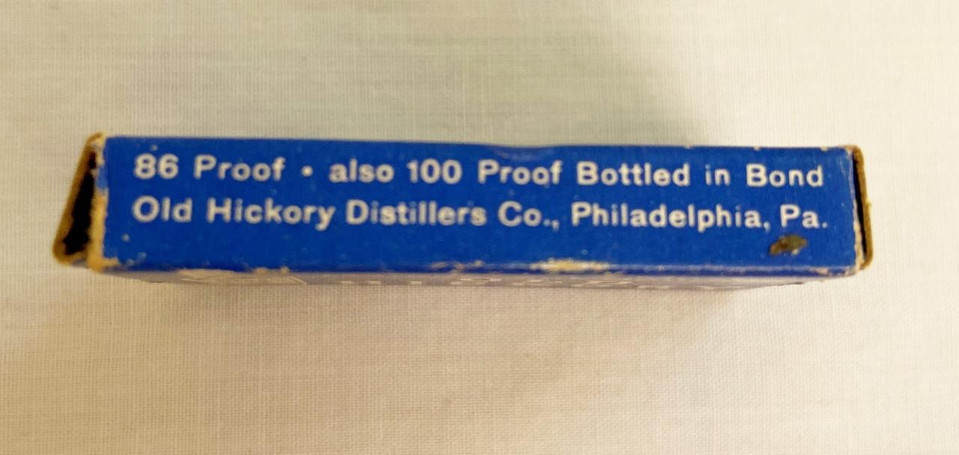 86 Proof • also 100 Proof Bottled in Bond
Old Hickory Distillers Co., Philadelphia, Pa.